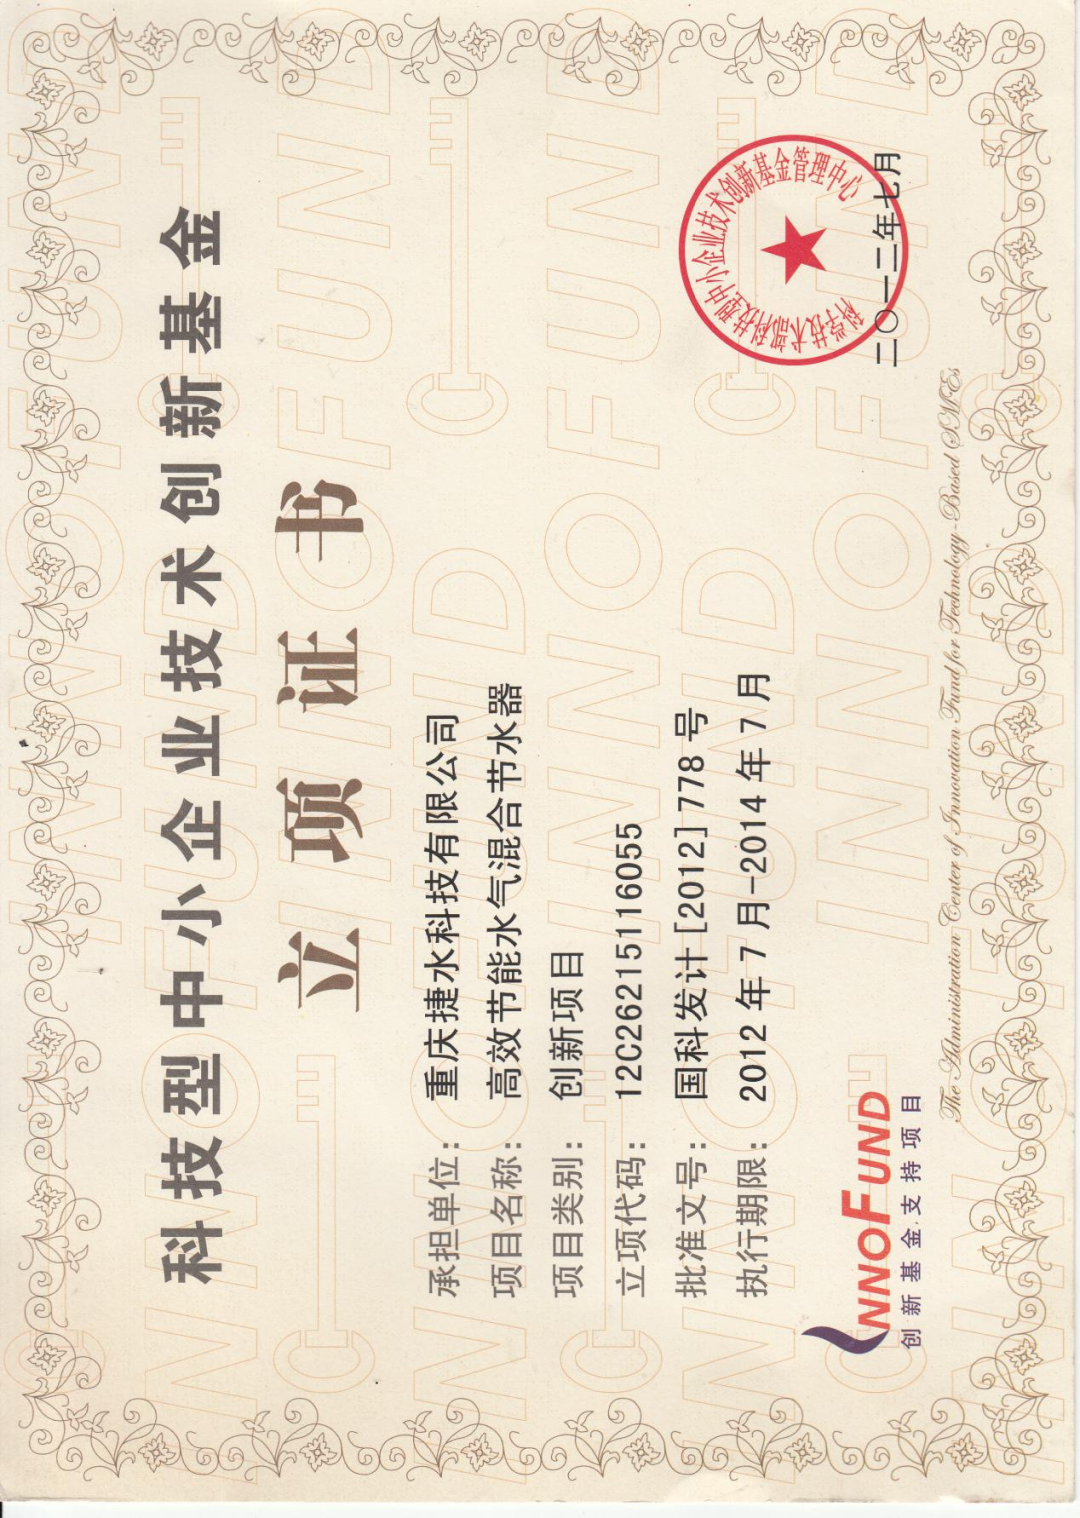 科技型中小企业技术创新基金
立项证书
承担单位：重庆捷水科技有限公司
项目名称：高效节能水气混合节水器
项目类别：创新项目
立项代码：12C26215116055
批准文号：国科发计[2012]778号
执行期限：2012年7月-2014年7月
科学技术部科技型中小企业技术创新基金管理中心
二〇一二年七月
INNOFUND
创新基金·支持项目
The Administration Center of Innovation Fund for Technology-Based SMEs